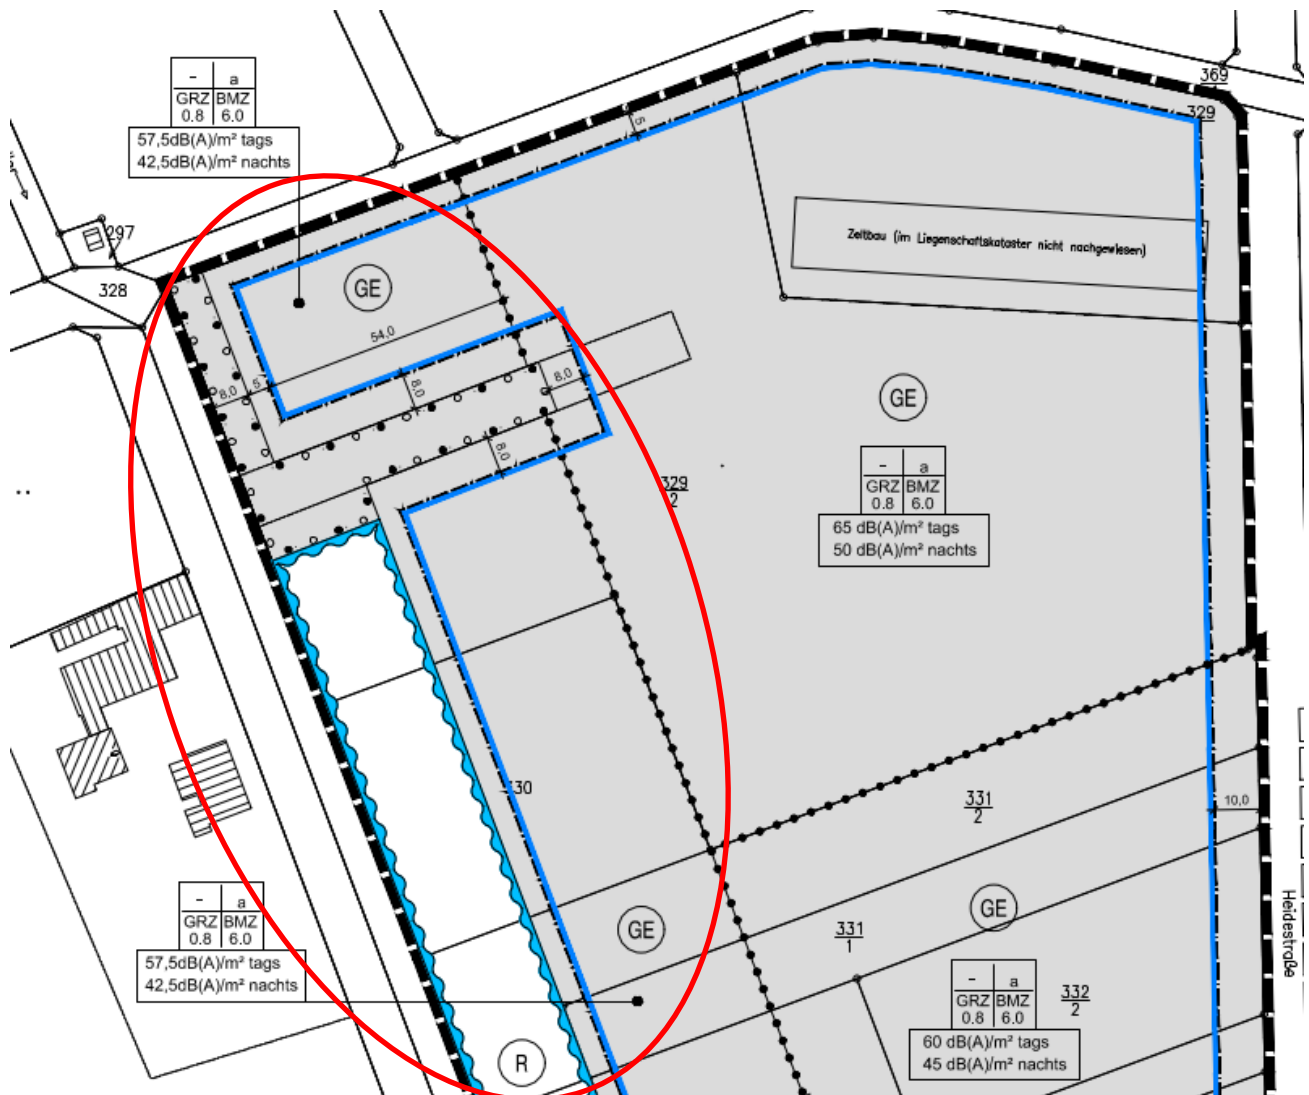 - a
GRZ BMZ
0.8 6.0
57,5dB(A)/m² tags
42,5dB(A)/m² nachts
369
329
5
297
328
Zeltbau (im Liegenschaftskataster nicht nachgewiesen)
GE
54,0
8,0
5
8,0
8,0
8,0
GE
- a
GRZ BMZ
0.8 6.0
65 dB(A)/m² tags
50 dB(A)/m² nachts
329
2
330
331
2
10,0
- a
GRZ BMZ
0.8 6.0
57,5dB(A)/m² tags
42,5dB(A)/m² nachts
GE
GE
331
1
Heidestraße
- a
GRZ BMZ
0.8 6.0
60 dB(A)/m² tags
45 dB(A)/m² nachts
332
2
R